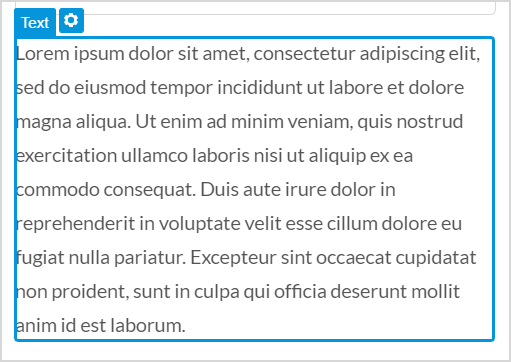 Text
Lorem ipsum dolor sit amet, consectetur adipiscing elit,
sed do eiusmod tempor incididunt ut labore et dolore
magna aliqua. Ut enim ad minim veniam, quis nostrud
exercitation ullamco laboris nisi ut aliquip ex ea
commodo consequat. Duis aute irure dolor in
reprehenderit in voluptate velit esse cillum dolore eu
fugiat nulla pariatur. Excepteur sint occaecat cupidatat
non proident, sunt in culpa qui officia deserunt mollit
anim id est laborum.